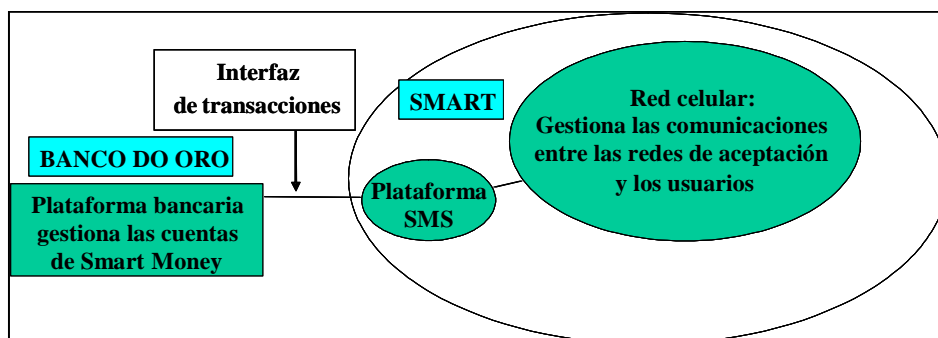 Interfaz
de transacciones
SMART
Red celular:
Gestiona las comunicaciones
entre las redes de aceptación
y los usuarios
BANCO DO ORO
Plataforma bancaria
gestiona las cuentas
de Smart Money
Plataforma
SMS